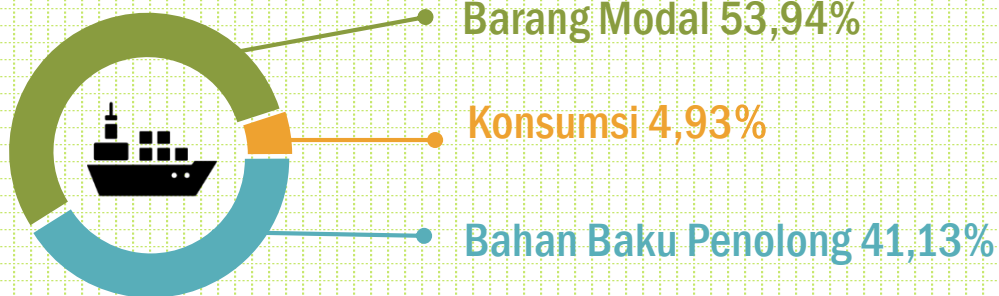 Barang Modal 53,94%
Konsumsi 4,93%
Bahan Baku Penolong 41,13%